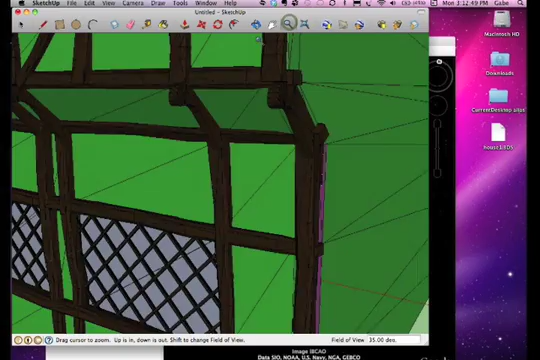 SketchUp File Edit View Camera Draw Tools Window Help Mon 3:12:49 PM Gabe
Untitled - SketchUp
Macintosh HD
Downloads
Drag cursor to zoom. Up is in, down is out. Shift to change Field of View. Field of View 35.00 deg.
Image IBCAO
Data SIO, NOAA, U.S. Navy, NGA, GEBCO